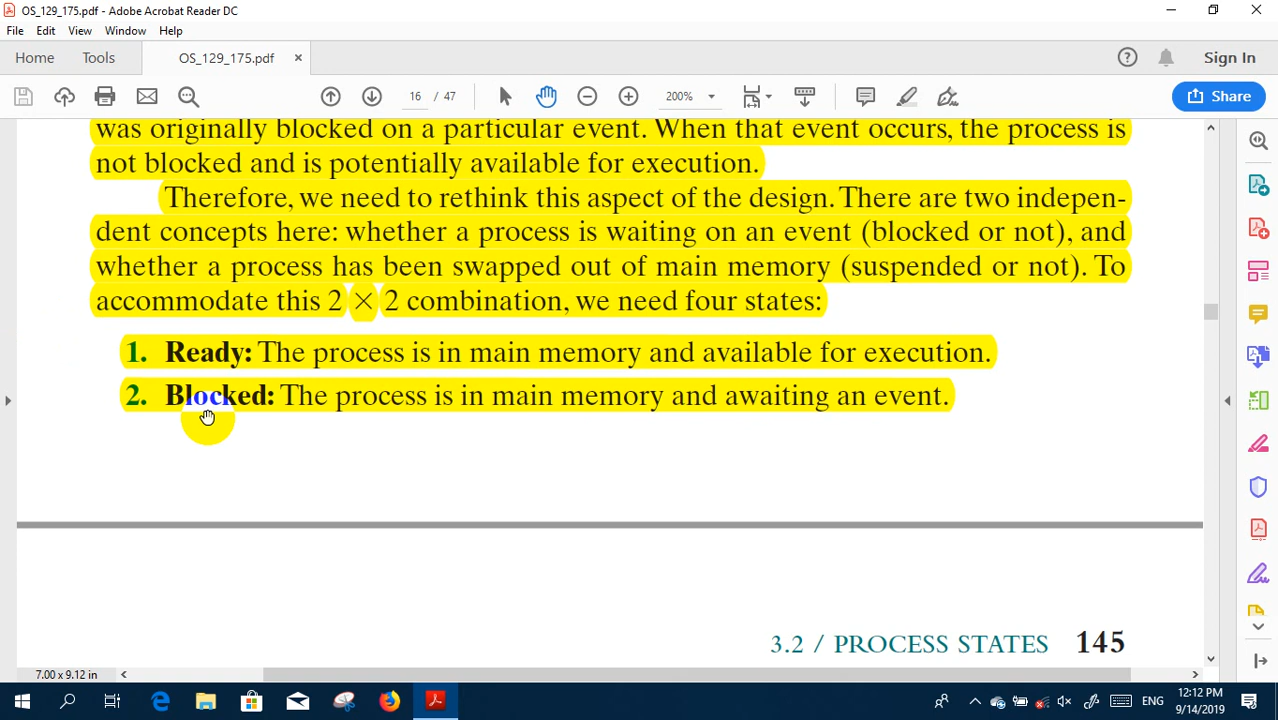 OS_129_175.pdf - Adobe Acrobat Reader DC
File Edit View Window Help
Home Tools OS_129_175.pdf × Sign In
16 / 47 200% Share
was originally blocked on a particular event. When that event occurs, the process is
not blocked and is potentially available for execution.
Therefore, we need to rethink this aspect of the design. There are two indepen-
dent concepts here: whether a process is waiting on an event (blocked or not), and
whether a process has been swapped out of main memory (suspended or not). To
accommodate this 2 × 2 combination, we need four states:
1. Ready: The process is in main memory and available for execution.
2. Blocked: The process is in main memory and awaiting an event.
3.2 / PROCESS STATES 145
7.00 x 9.12 in
ENG 12:12 PM
9/14/2019